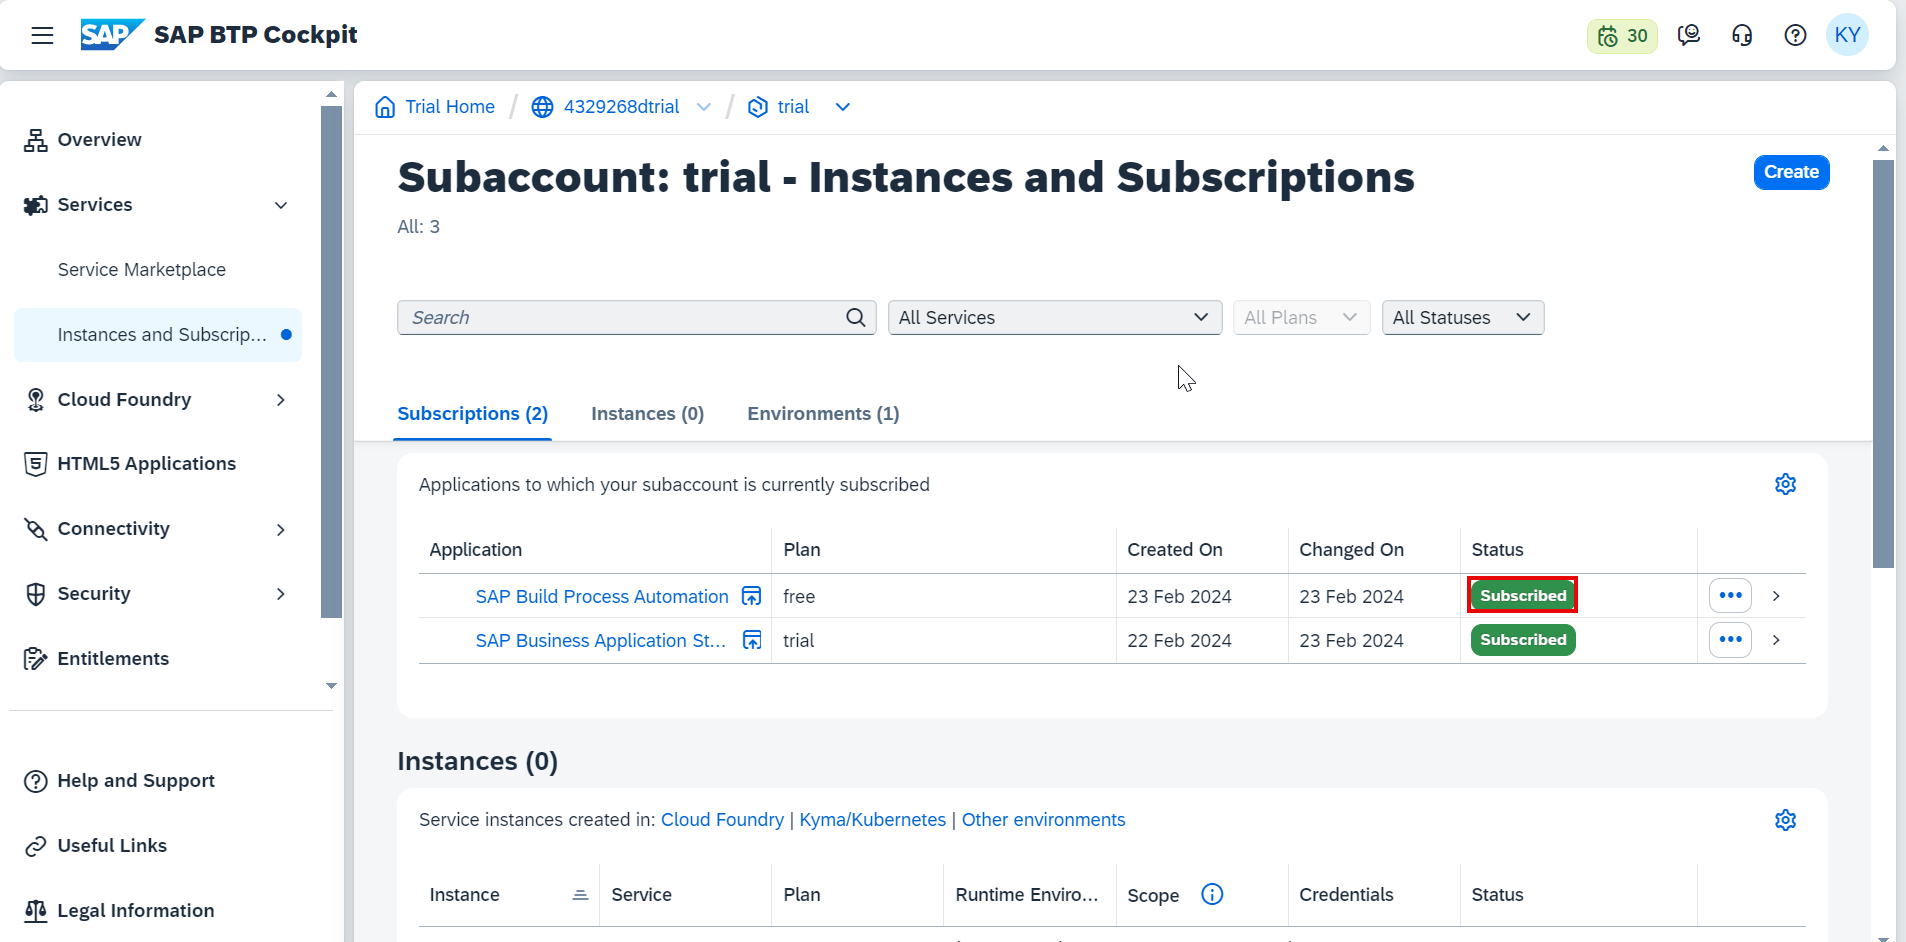 SAP SAP BTP Cockpit 30 KY
Overview
Services
Service Marketplace
Instances and Subscrip...
Cloud Foundry
HTML5 Applications
Connectivity
Security
Entitlements
Help and Support
Useful Links
Legal Information
Trial Home / 4329268dtrial / trial
Subaccount: trial - Instances and Subscriptions
Create
All: 3
Search All Services All Plans All Statuses
Subscriptions (2) Instances (0) Environments (1)
Applications to which your subaccount is currently subscribed
Application Plan Created On Changed On Status
SAP Build Process Automation free 23 Feb 2024 23 Feb 2024 Subscribed
SAP Business Application St... trial 22 Feb 2024 23 Feb 2024 Subscribed
Instances (0)
Service instances created in: Cloud Foundry | Kyma/Kubernetes | Other environments
Instance Service Plan Runtime Enviro... Scope Credentials Status